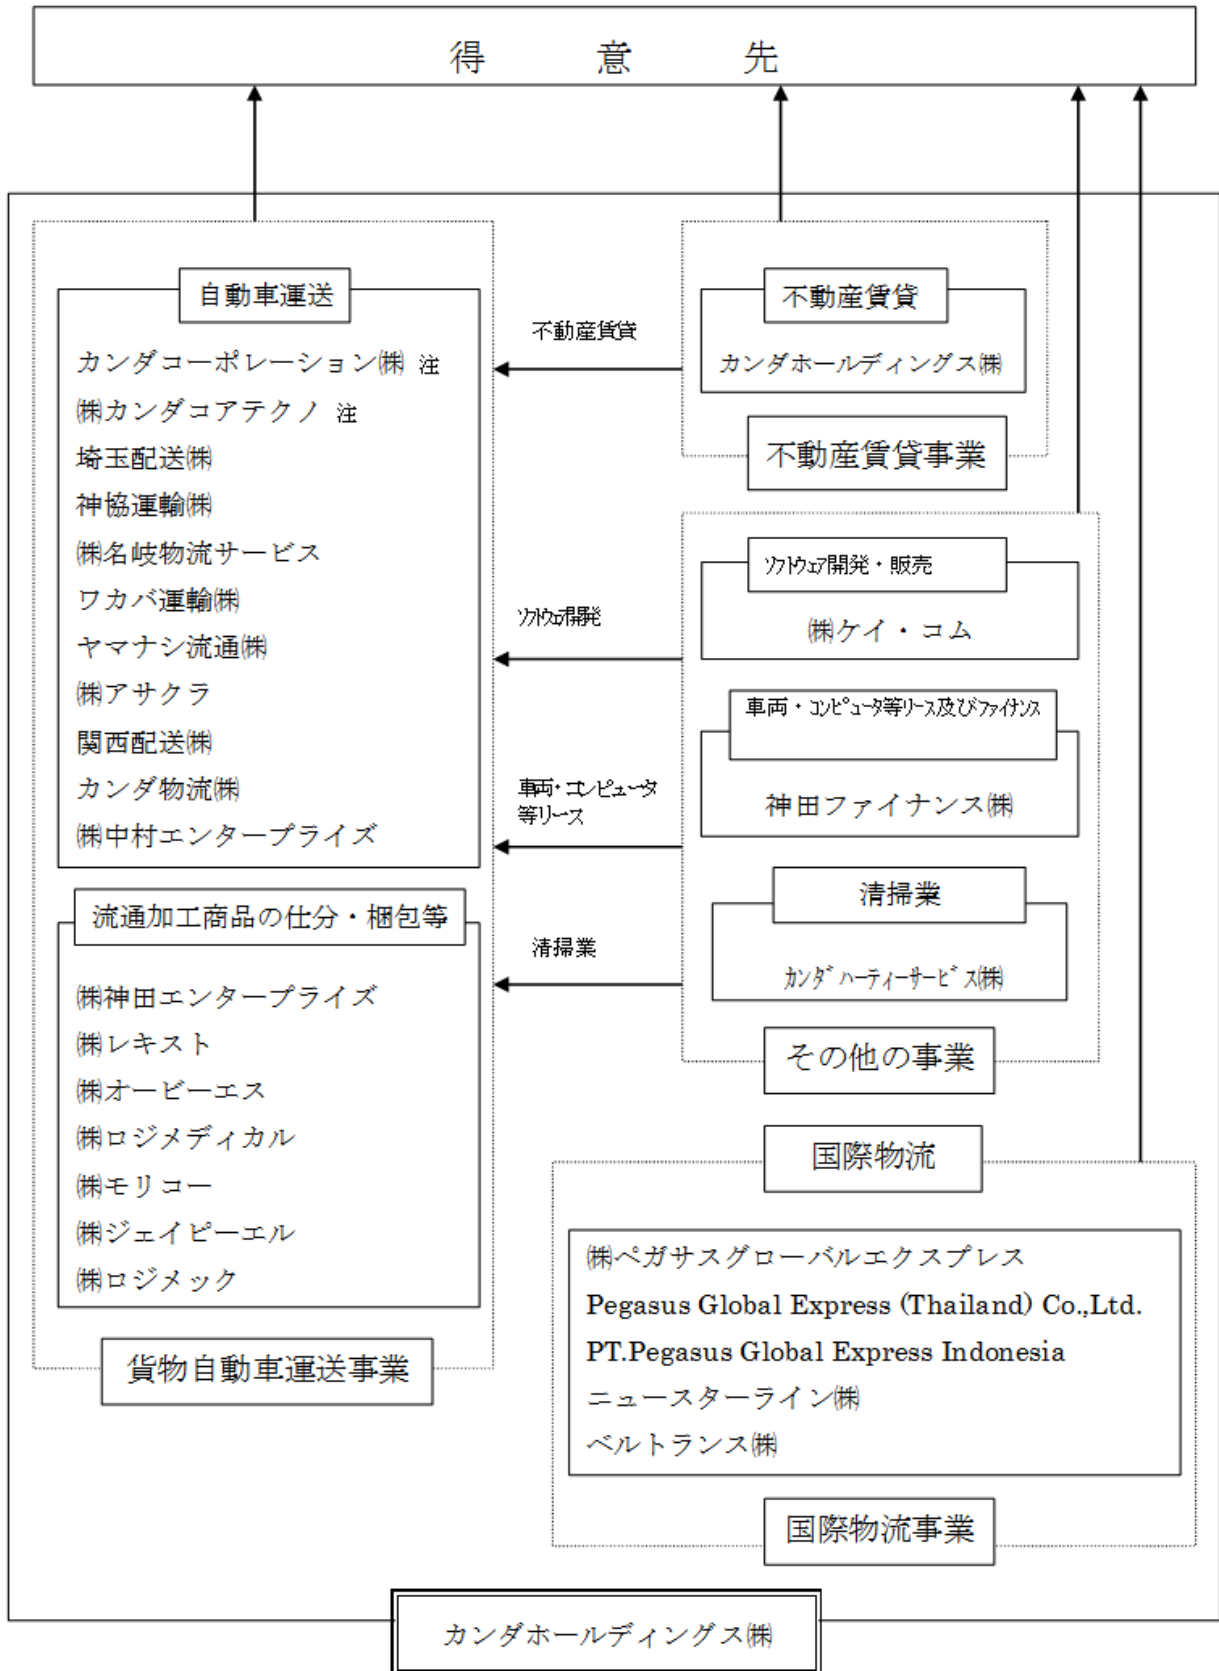 得意先
自動車運送
カンダコーポレーション㈱ 注
㈱カンダコアテクノ 注
埼玉配送㈱
神協運輸㈱
㈱名岐物流サービス
ワカバ運輸㈱
ヤマナシ流通㈱
㈱アサクラ
関西配送㈱
カンダ物流㈱
㈱中村エンタープライズ
流通加工商品の仕分・梱包等
㈱神田エンタープライズ
㈱レキスト
㈱オービーエス
㈱ロジメディカル
㈱モリコー
㈱ジェイピーエル
㈱ロジメック
貨物自動車運送事業
不動産賃貸
ｿﾌﾄｳｪｱ開発
車両・コンピュータ
等リース
清掃業
不動産賃貸
カンダホールディングス㈱
不動産賃貸事業
ｿﾌﾄｳｪｱ開発・販売
㈱ケイ・コム
車両・ｺﾝﾋﾟｭｰﾀ等ﾘｰｽ及びﾌｧｲﾅﾝｽ
神田ファイナンス㈱
清掃業
ｶﾝﾀﾞﾊｰﾃｨｰｻｰﾋﾞｽ㈱
その他の事業
国際物流
㈱ペガサスグローバルエクスプレス
Pegasus Global Express (Thailand) Co.,Ltd.
PT.Pegasus Global Express Indonesia
ニュースターライン㈱
ベルトランス㈱
国際物流事業
カンダホールディングス㈱